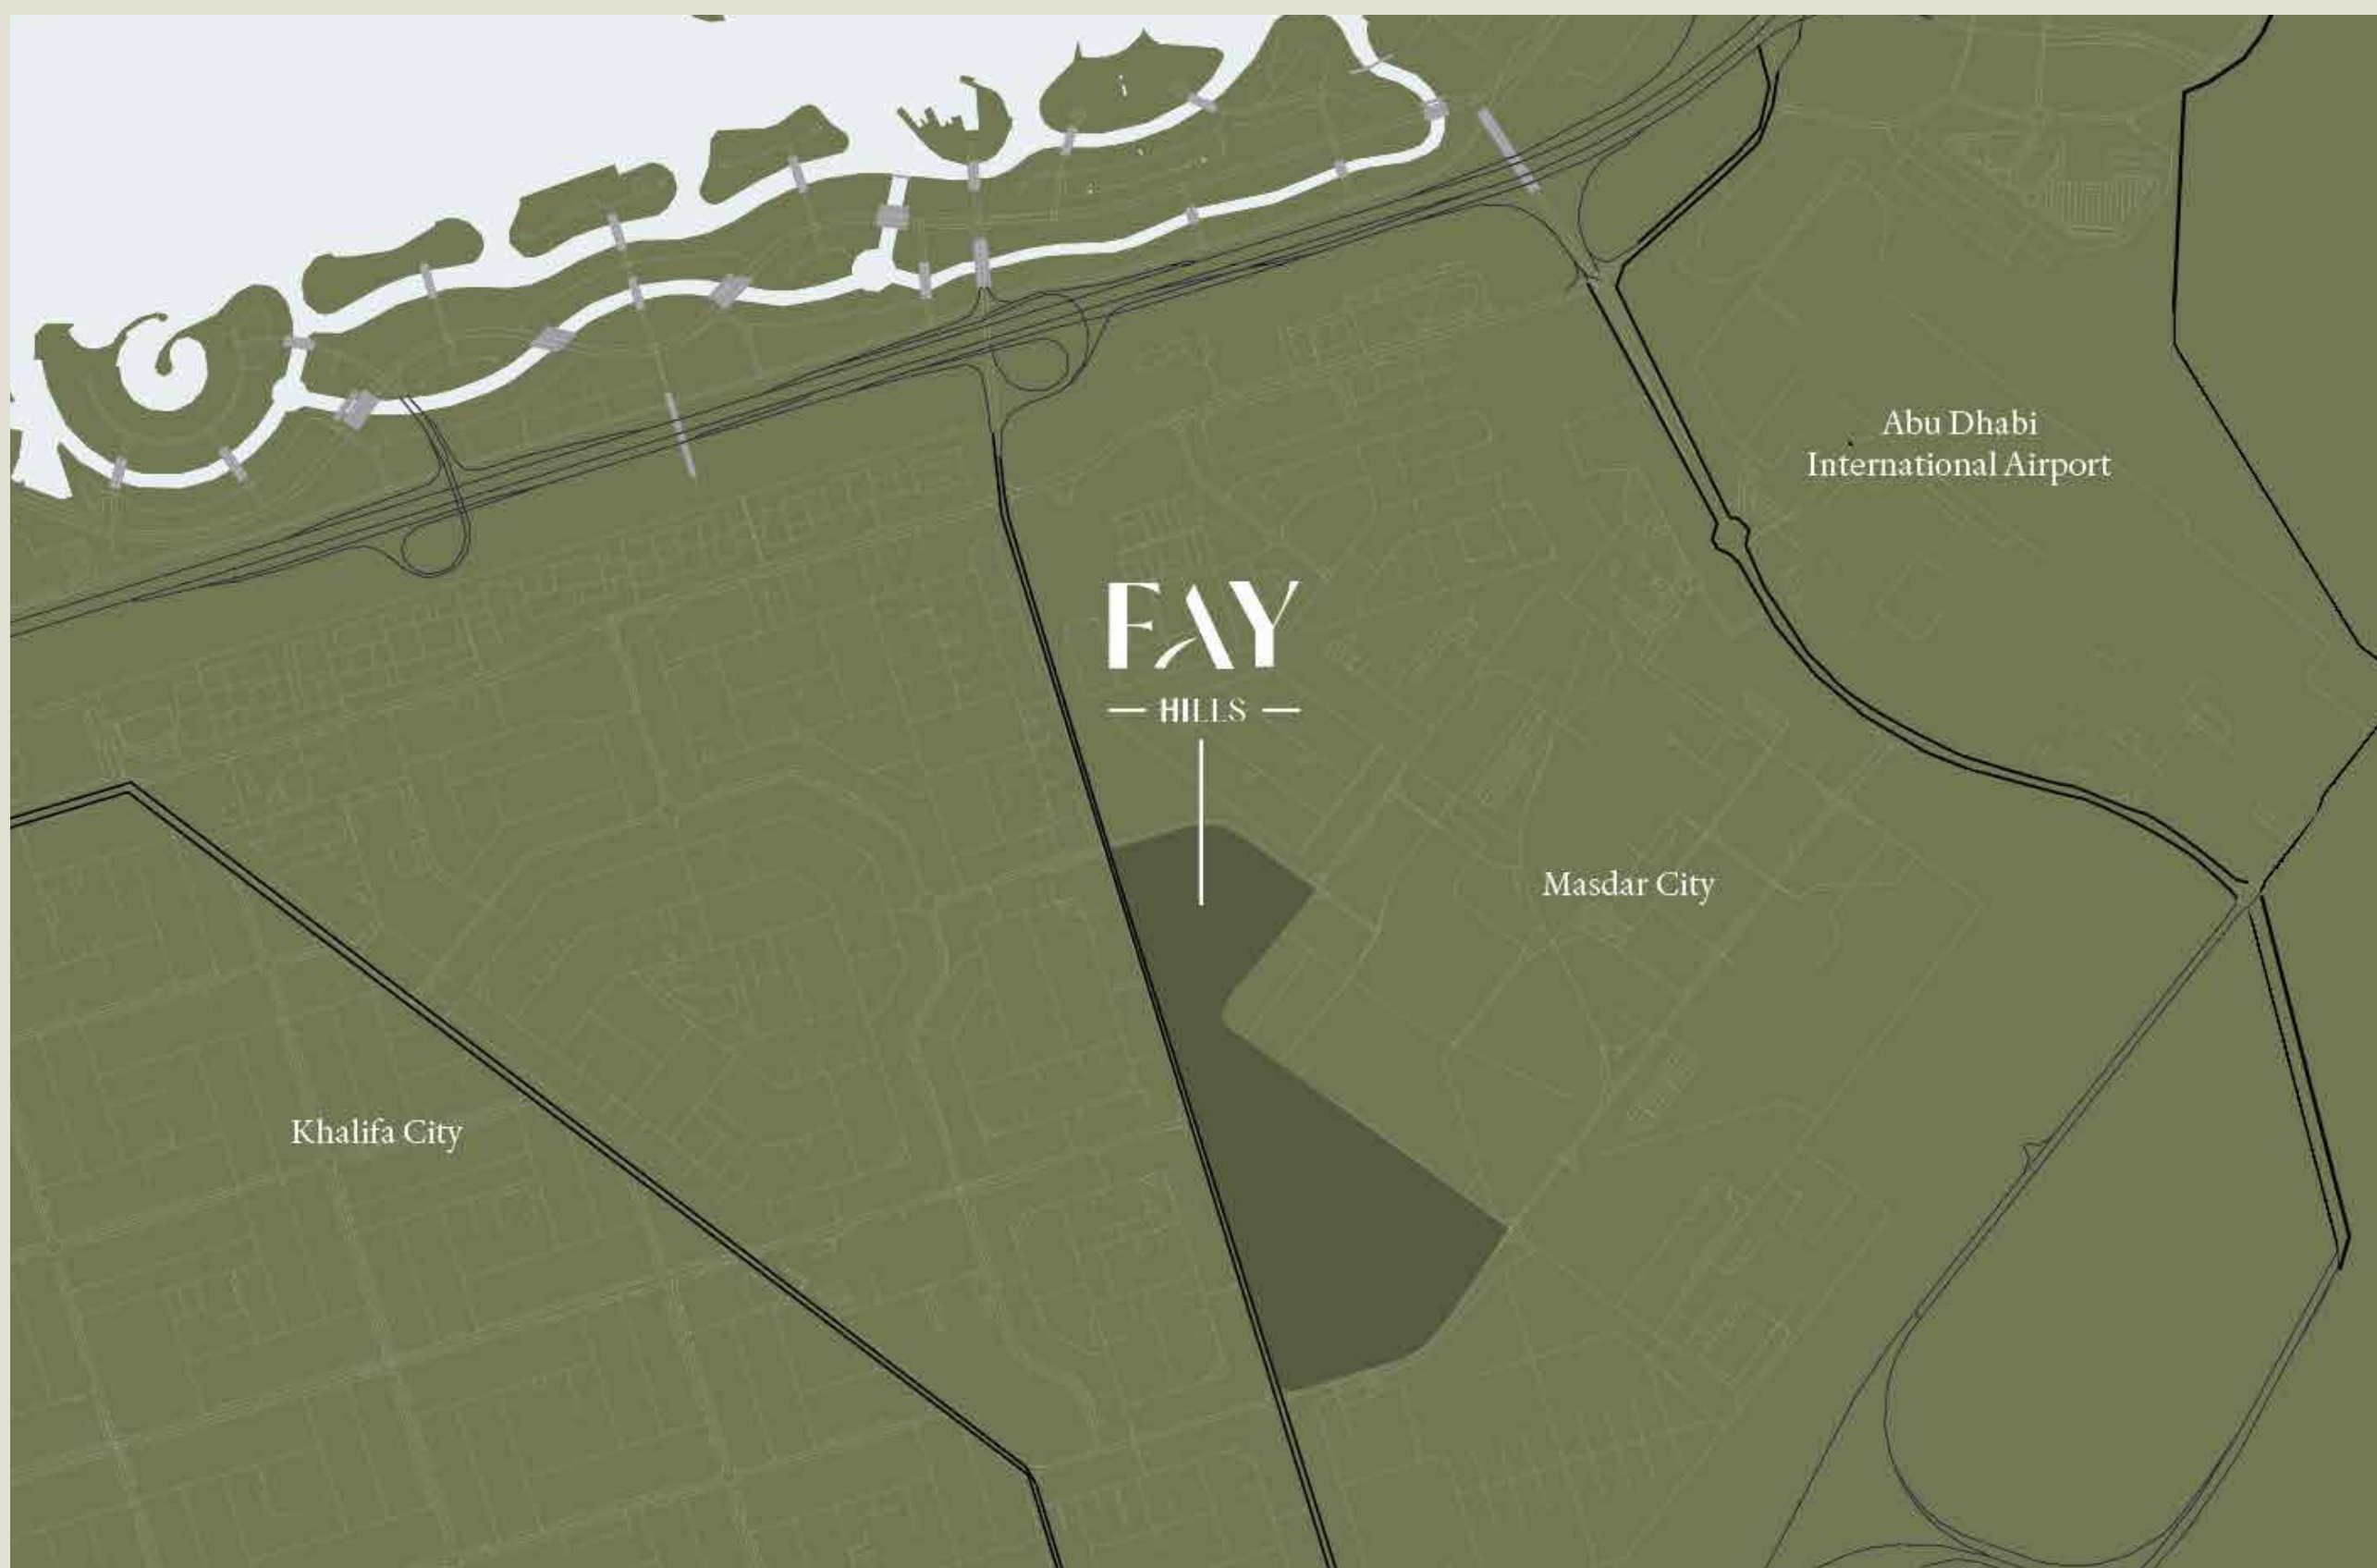 Abu Dhabi
International Airport
FAY
HILLS
Masdar City
Khalifa City